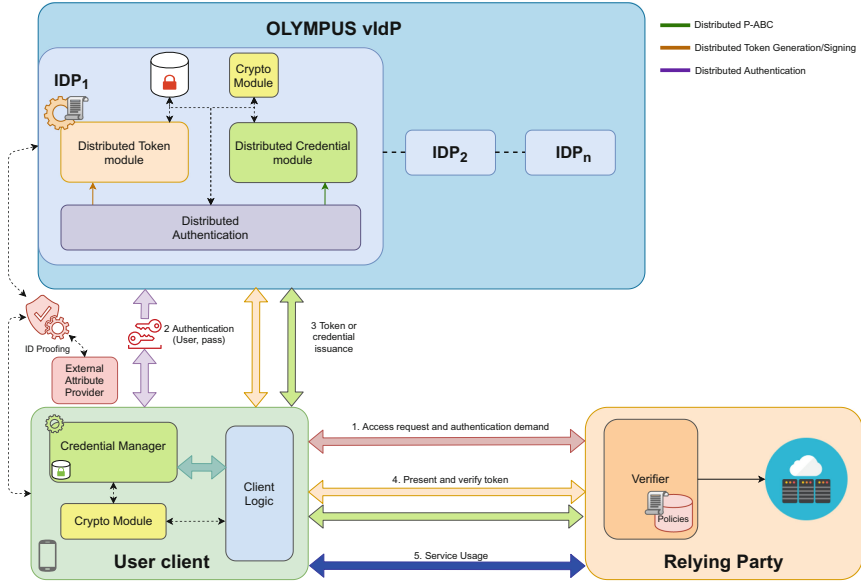 OLYMPUS vIdP
Distributed P-ABC
Distributed Token Generation/Signing
Distributed Authentication
IDP1
Crypto
Module
Distributed Token
module
Distributed Credential
module
IDP2
IDPn
Distributed
Authentication
ID Proofing
2 Authentication
(User, pass)
3 Token or
credential
issuance
External
Attribute
Provider
1. Access request and authentication demand
Credential Manager
Client
Logic
Crypto Module
4. Present and verify token
Verifier
Policies
User client
5. Service Usage
Relying Party